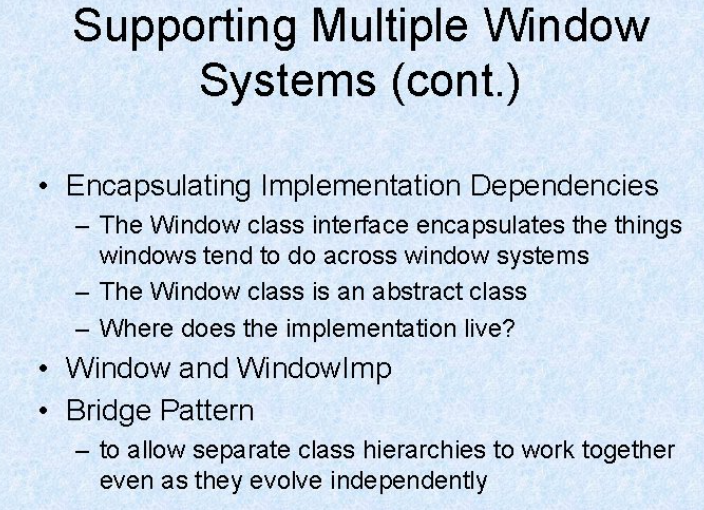 Supporting Multiple Window
Systems (cont.)
• Encapsulating Implementation Dependencies
– The Window class interface encapsulates the things
windows tend to do across window systems
– The Window class is an abstract class
– Where does the implementation live?
• Window and WindowImp
• Bridge Pattern
– to allow separate class hierarchies to work together
even as they evolve independently